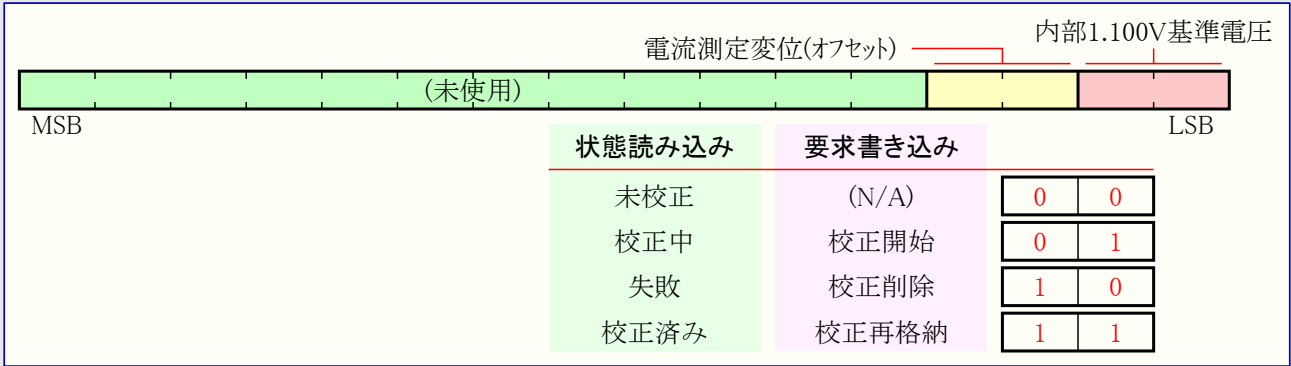 内部1.100V基準電圧
電流測定変位(オフセット)
(未使用)
MSB LSB
状態読み込み 要求書き込み
未校正 (N/A) 0 0
校正中 校正開始 0 1
失敗 校正削除 1 0
校正済み 校正再格納 1 1